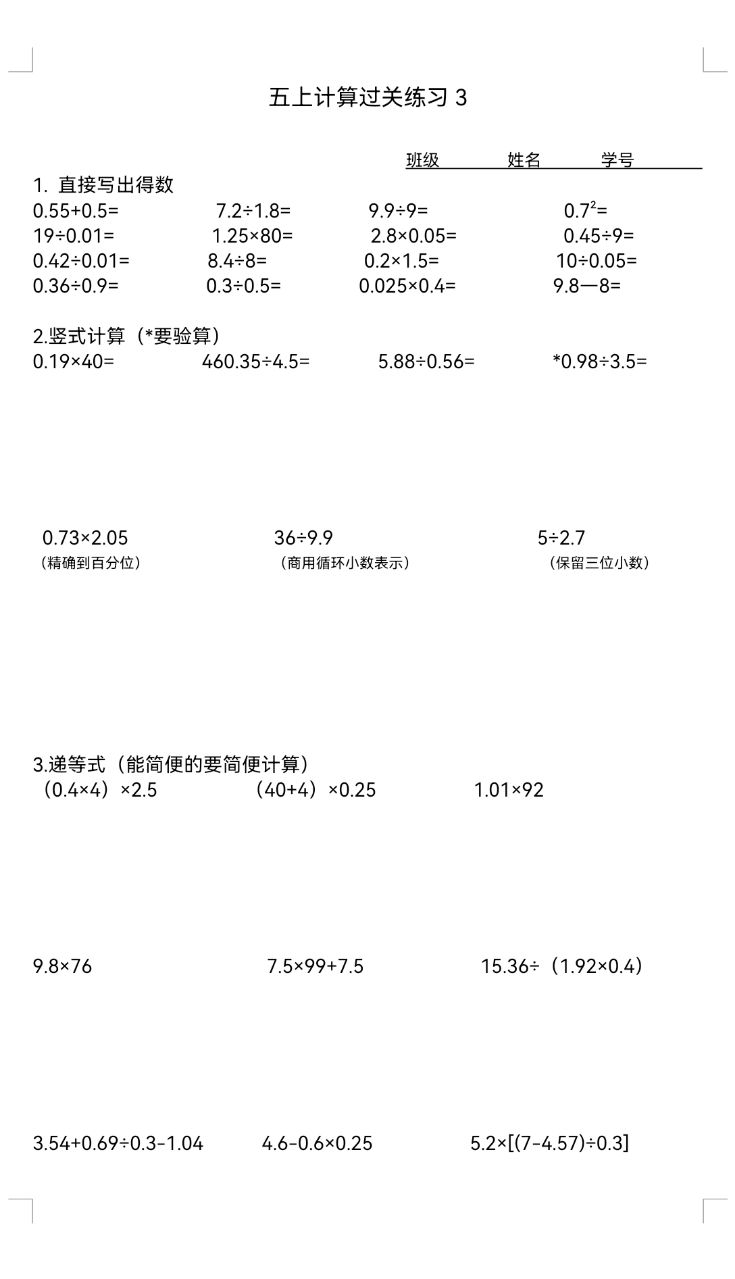 五上计算过关练习 3
班级 姓名 学号
1. 直接写出得数
0.55+0.5= 7.2÷1.8= 9.9÷9= 0.7²=
19÷0.01= 1.25×80= 2.8×0.05= 0.45÷9=
0.42÷0.01= 8.4÷8= 0.2×1.5= 10÷0.05=
0.36÷0.9= 0.3÷0.5= 0.025×0.4= 9.8—8=
2.竖式计算（*要验算）
0.19×40= 460.35÷4.5= 5.88÷0.56= *0.98÷3.5=
0.73×2.05 36÷9.9 5÷2.7
（精确到百分位） （商用循环小数表示） （保留三位小数）
3.递等式（能简便的要简便计算）
（0.4×4）×2.5 （40+4）×0.25 1.01×92
9.8×76 7.5×99+7.5 15.36÷（1.92×0.4）
3.54+0.69÷0.3-1.04 4.6-0.6×0.25 5.2×[(7-4.57)÷0.3]